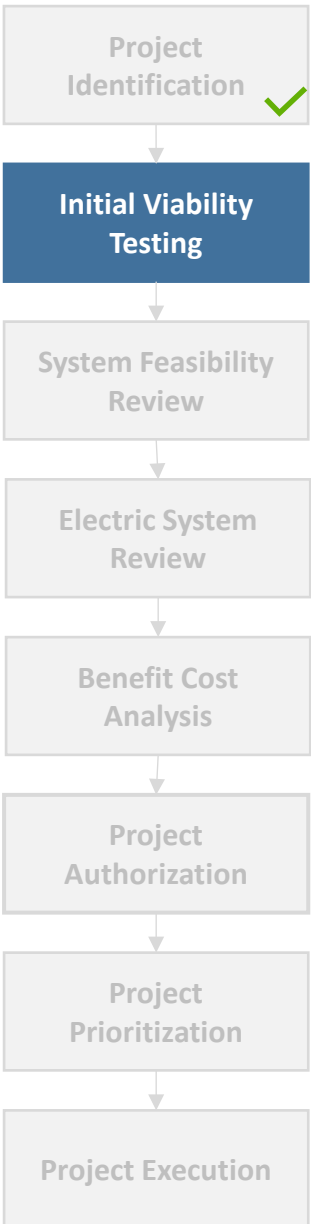 Project
Identification
Initial Viability
Testing
System Feasibility
Review
Electric System
Review
Benefit Cost
Analysis
Project
Authorization
Project
Prioritization
Project Execution